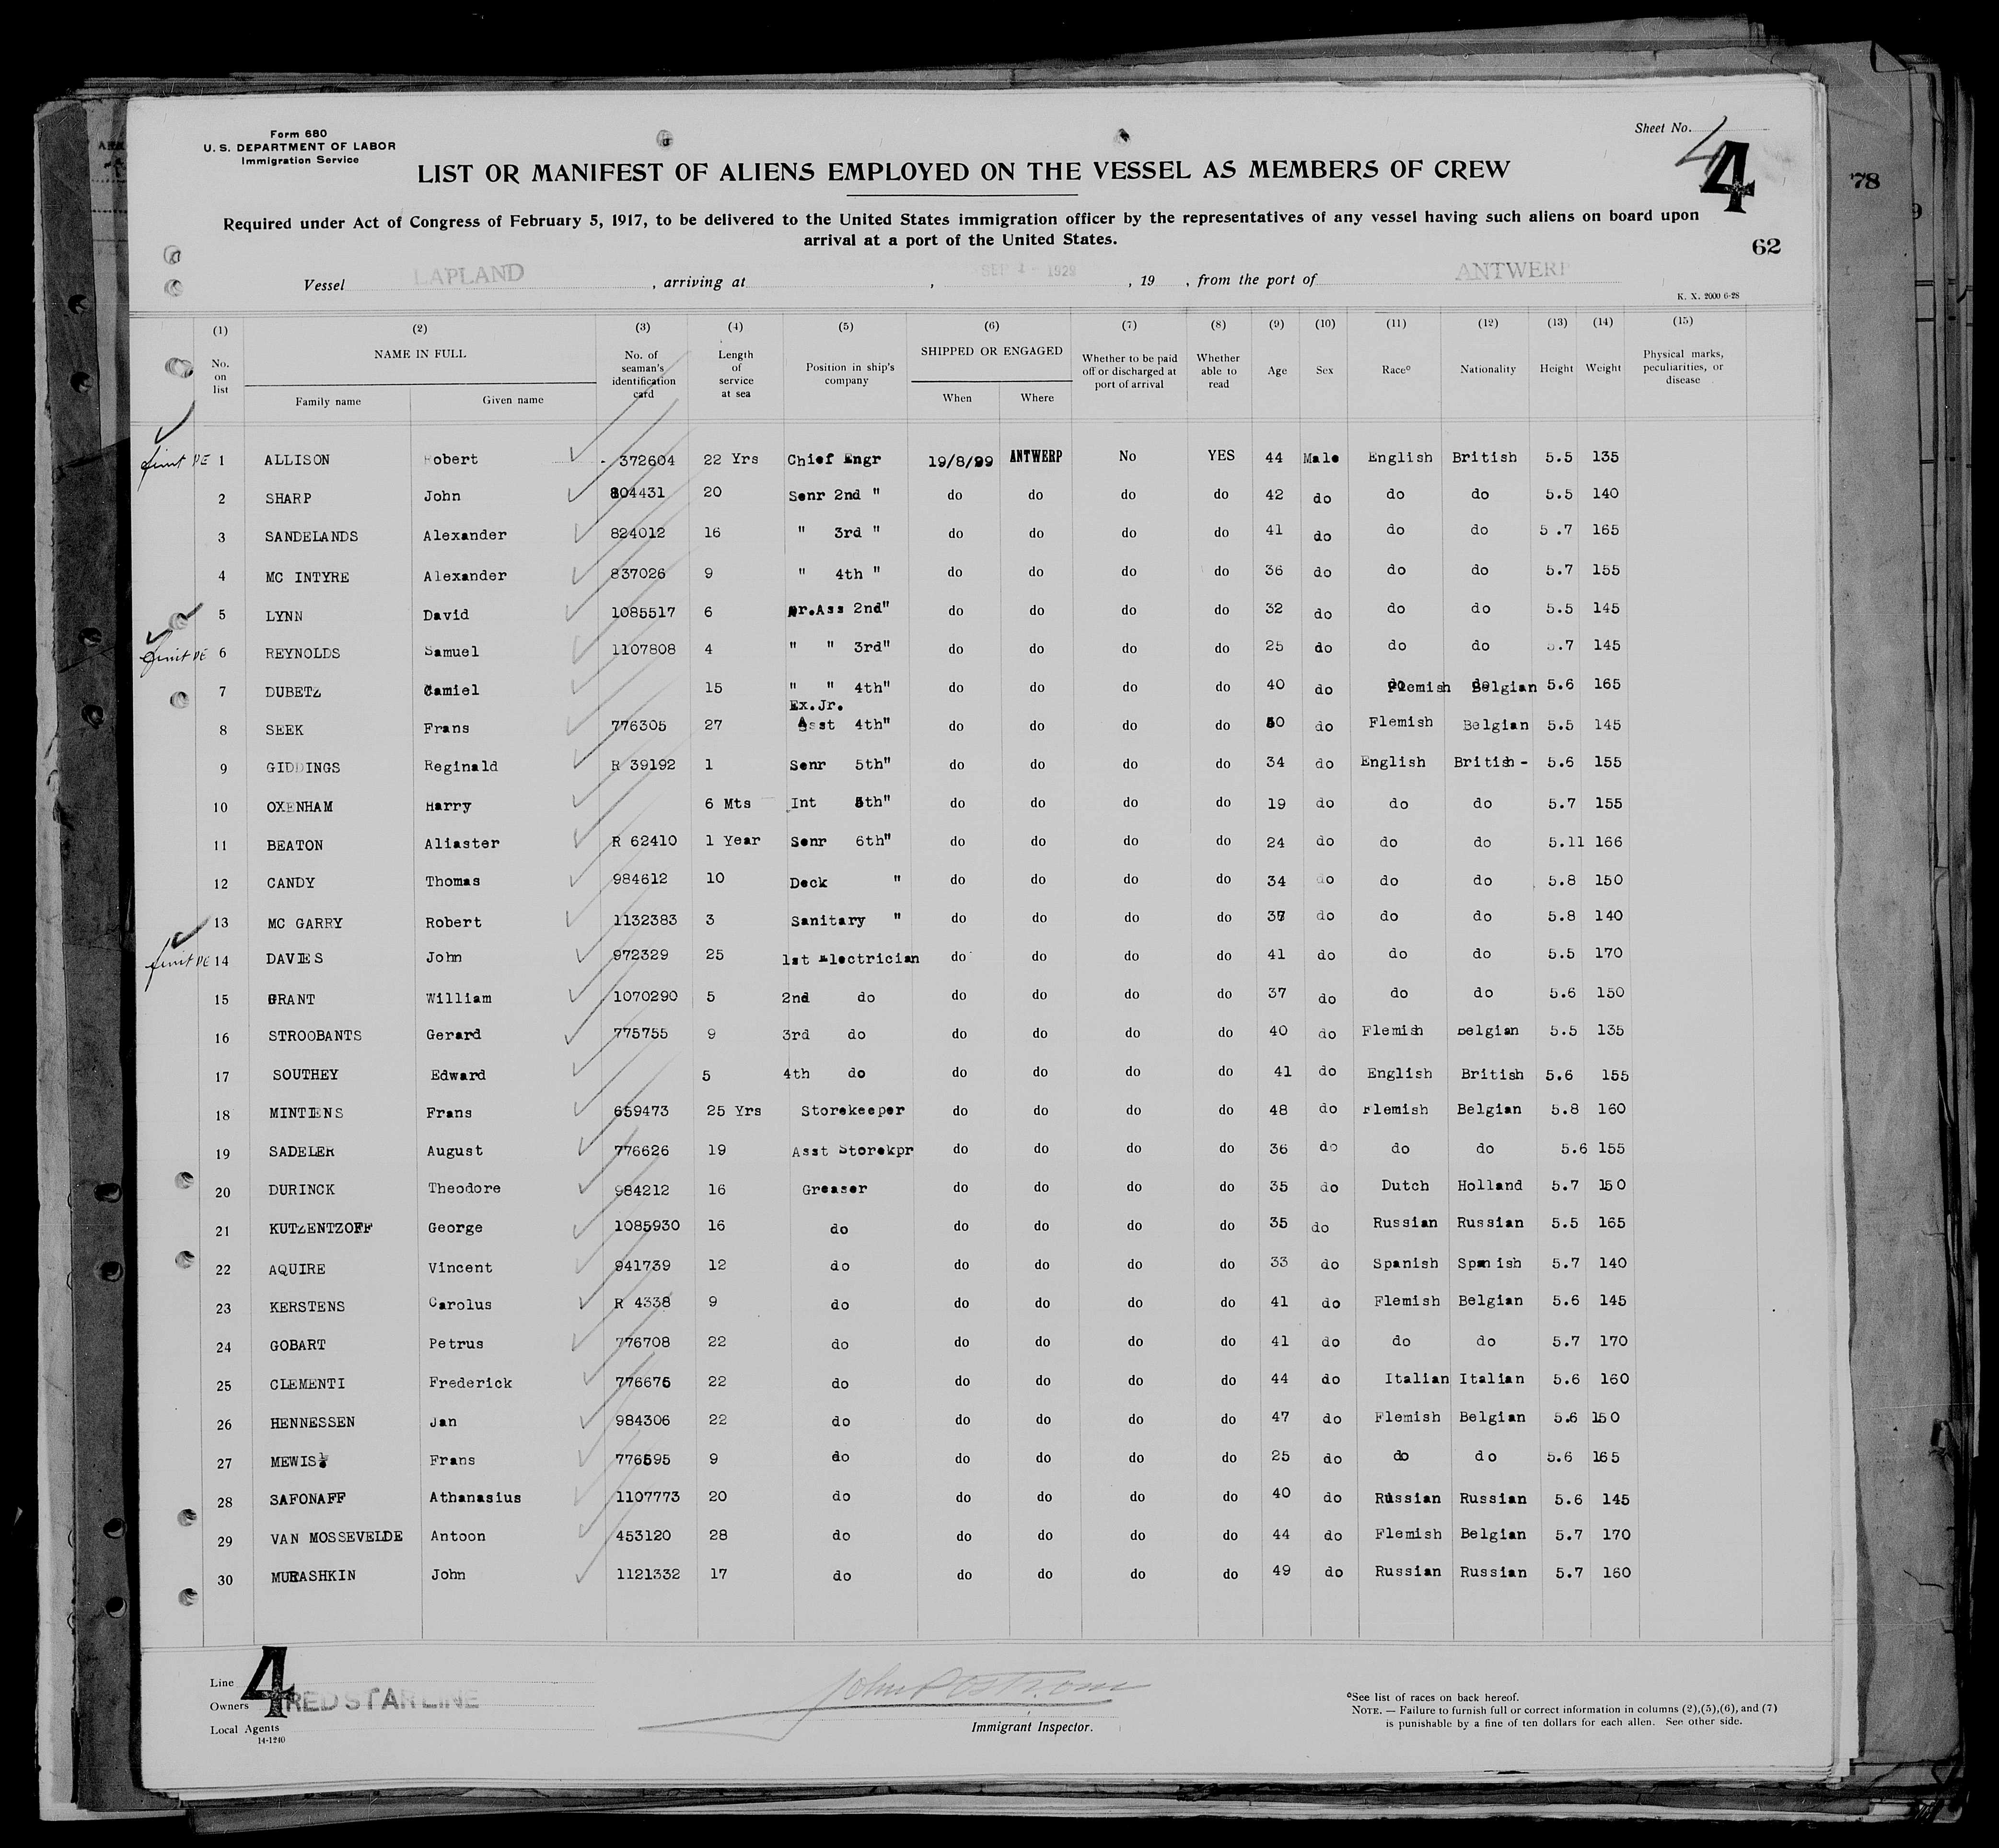 Form 680
U. S. DEPARTMENT OF LABOR
Immigration Service
Sheet No. 4
4
LIST OR MANIFEST OF ALIENS EMPLOYED ON THE VESSEL AS MEMBERS OF CREW
78
Required under Act of Congress of February 5, 1917, to be delivered to the United States immigration officer by the representatives of any vessel having such aliens on board upon
arrival at a port of the United States.
62
Vessel LAPLAND , arriving at , SEP 1929 , 19 , from the port of ANTWERP
K. X. 2000 6-28
(1) (2) (3) (4) (5) (6) (7) (8) (9) (10) (11) (12) (13) (14) (15)
No. on list NAME IN FULL Family name Given name No. of seaman's identification card Length of service at sea Position in ship's company SHIPPED OR ENGAGED When Where Whether to be paid off or discharged at port of arrival Whether able to read Age Sex Race° Nationality Height Weight Physical marks, peculiarities, or disease
1 ALLISON Robert 372604 22 Yrs Chief Engr 19/8/29 ANTWERP No YES 44 Male English British 5.5 135
2 SHARP John 804431 20 Senr 2nd " do do do do 42 do do do 5.5 140
3 SANDELANDS Alexander 824012 16 " 3rd " do do do do 41 do do do 5.7 165
4 MC INTYRE Alexander 837026 9 " 4th " do do do do 36 do do do 5.7 155
5 LYNN David 1085517 6 Jr.Ass 2nd" do do do do 32 do do do 5.5 145
6 REYNOLDS Samuel 1107808 4 " " 3rd" do do do do 25 do do do 5.7 145
7 DUBETZ Camiel 15 " " 4th" do do do do 40 do Flemish Belgian 5.6 165
8 SEEK Frans 776305 27 Ex.Jr. Asst 4th" do do do do 50 do Flemish Belgian 5.5 145
9 GIDDINGS Reginald R 39192 1 Senr 5th" do do do do 34 do English British - 5.6 155
10 OXENHAM Harry 6 Mts Int 5th" do do do do 19 do do do 5.7 155
11 BEATON Aliaster R 62410 1 Year Senr 6th" do do do do 24 do do do 5.11 166
12 CANDY Thomas 984612 10 Deck " do do do do 34 do do do 5.8 150
13 MC GARRY Robert 1132383 3 Sanitary " do do do do do do do 5.8 140
14 DAVIES John 972329 25 1st Electrician do do do do 41 do do do 5.5 170
15 GRANT William 1070290 5 2nd do do do do do 37 do do do 5.6 150
16 STROOBANTS Gerard 775755 9 3rd do do do do do 40 do Flemish Belgian 5.5 135
17 SOUTHEY Edward 5 4th do do do do do 41 do English British 5.6 155
18 MINTIENS Frans 659473 25 Yrs Storekeeper do do do do 48 do Flemish Belgian 5.8 160
19 SADELER August 776626 19 Asst Storekpr do do do do 36 do do do 5.6 155
20 DURINCK Theodore 984212 16 Greaser do do do do 35 do Dutch Holland 5.7 150
21 KUTZENTZOFF George 1085930 16 do do do do do 35 do Russian Russian 5.5 165
22 AQUIRE Vincent 941739 12 do do do do do 33 do Spanish Spanish 5.7 140
23 KERSTENS Carolus R 4338 9 do do do do do 41 do Flemish Belgian 5.6 145
24 GOBART Petrus 776708 22 do do do do do 41 do do do 5.7 170
25 CLEMENTI Frederick 776675 22 do do do do do 44 do Italian Italian 5.6 160
26 HENNESSEN Jan 984306 22 do do do do do 47 do Flemish Belgian 5.6 150
27 MEWIS Frans 776595 9 do do do do do 25 do do do 5.6 165
28 SAFONAFF Athanasius 1107773 20 do do do do do 40 do Russian Russian 5.6 145
29 VAN MOSSEVELDE Antoon 453120 28 do do do do do 44 do Flemish Belgian 5.7 170
30 MURASHKIN John 1121332 17 do do do do do 49 do Russian Russian 5.7 160
4
Line
Owners RED STAR LINE
Local Agents
14-1240
Immigrant Inspector.
°See list of races on back hereof.
NOTE. — Failure to furnish full or correct information in columns (2),(5),(6), and (7)
is punishable by a fine of ten dollars for each alien. See other side.